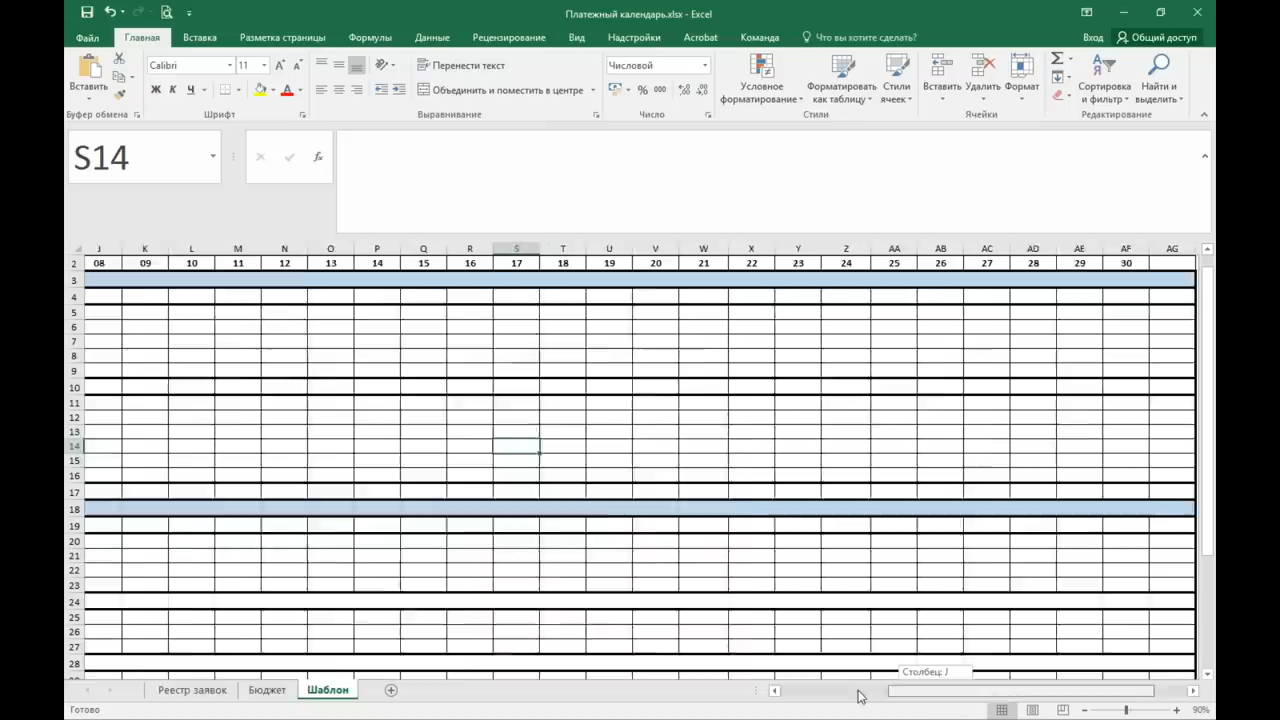 Платежный календарь.xlsx - Excel
Файл Главная Вставка Разметка страницы Формулы Данные Рецензирование Вид Надстройки Acrobat Команда Что вы хотите сделать? Вход Общий доступ
Calibri 11 Перенести текст Числовой
Вставить Ж К Ч А Объединить и поместить в центре % 000 Условное форматирование Форматировать как таблицу Стили ячеек Вставить Удалить Формат Сортировка и фильтр Найти и выделить
Буфер обмена Шрифт Выравнивание Число Стили Ячейки Редактирование
S14 fx
J K L M N O P Q R S T U V W X Y Z AA AB AC AD AE AF AG
2 08 09 10 11 12 13 14 15 16 17 18 19 20 21 22 23 24 25 26 27 28 29 30
3
4
5
6
7
8
9
10
11
12
13
14
15
16
17
18
19
20
21
22
23
24
25
26
27
28
Столбец: J
Реестр заявок Бюджет Шаблон
Готово 90%